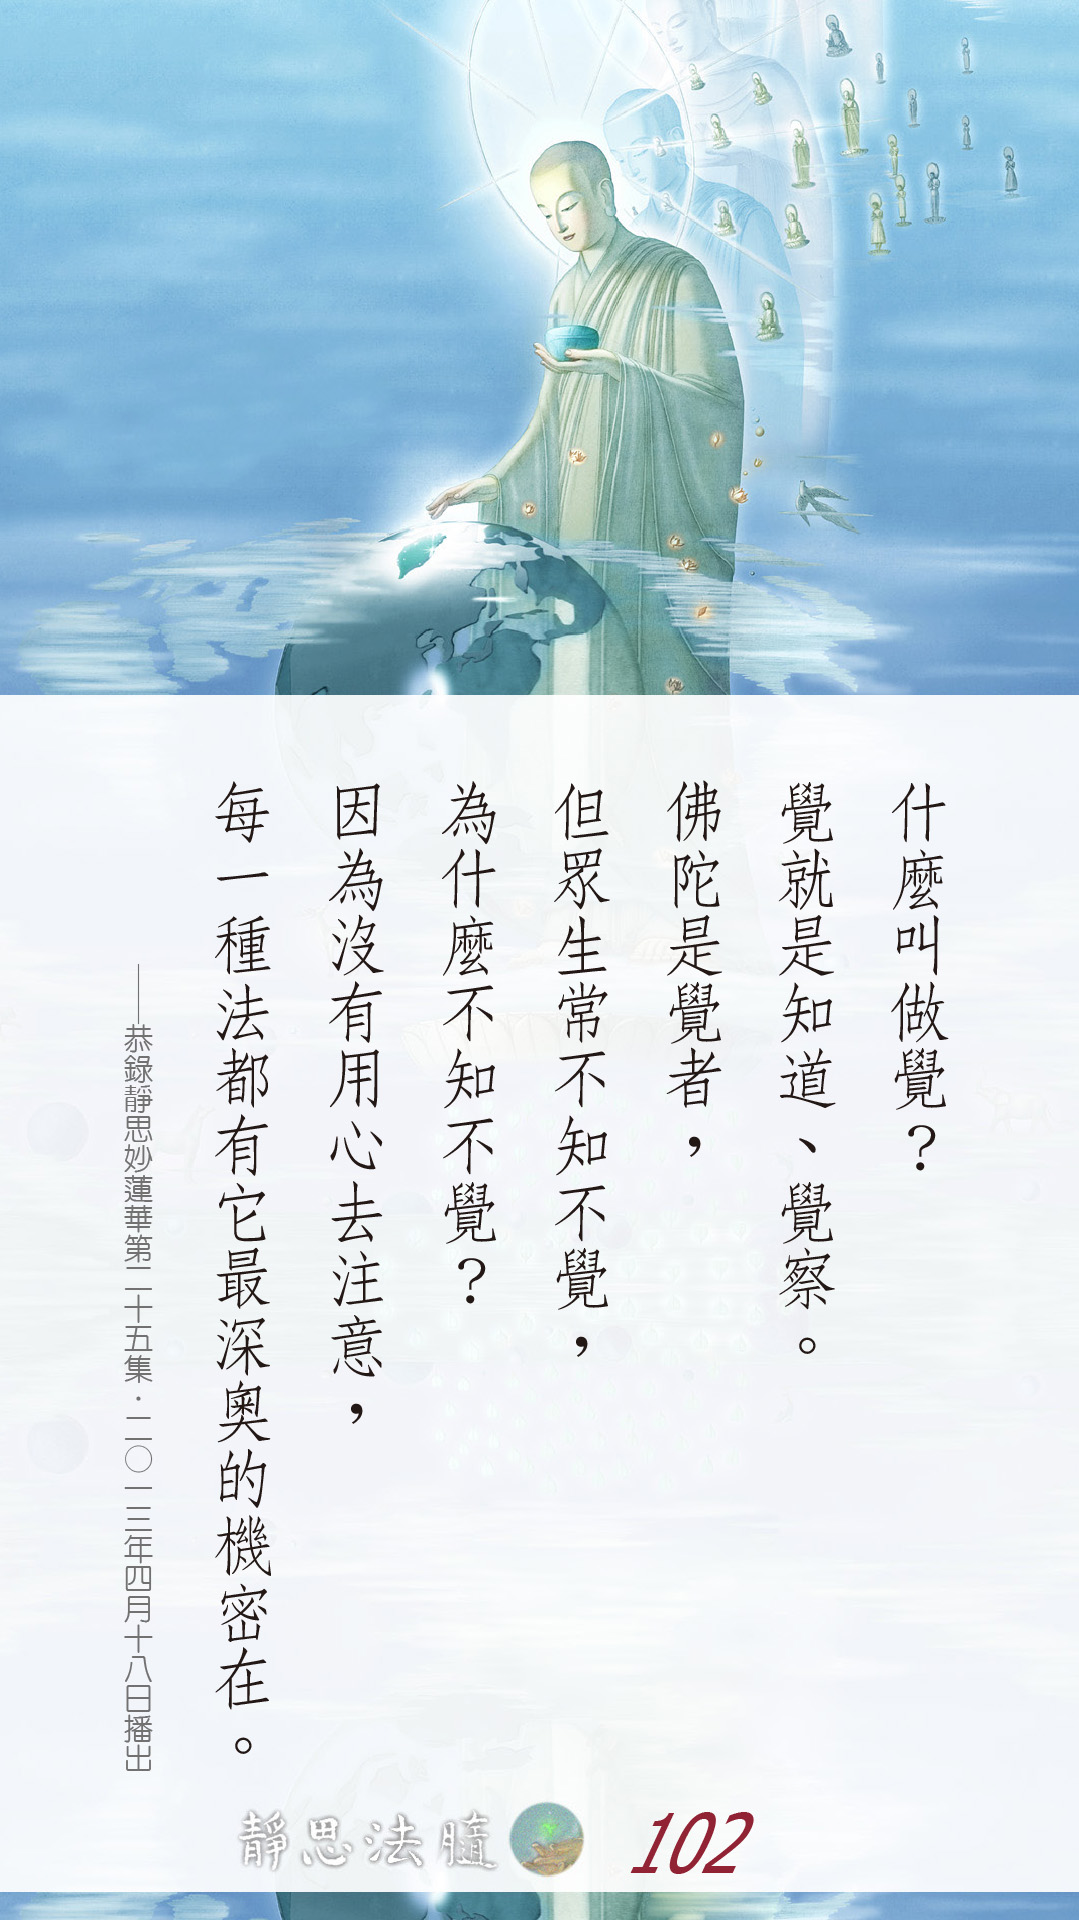 什麼叫做覺？
覺就是知道、覺察。
佛陀是覺者，
但眾生常不知不覺，
為什麼不知不覺？
因為沒有用心去注意，
每一種法都有它最深奧的機密在。
——恭錄靜思妙蓮華第二十五集．二〇一三年四月十八日播出
靜思法髓
102